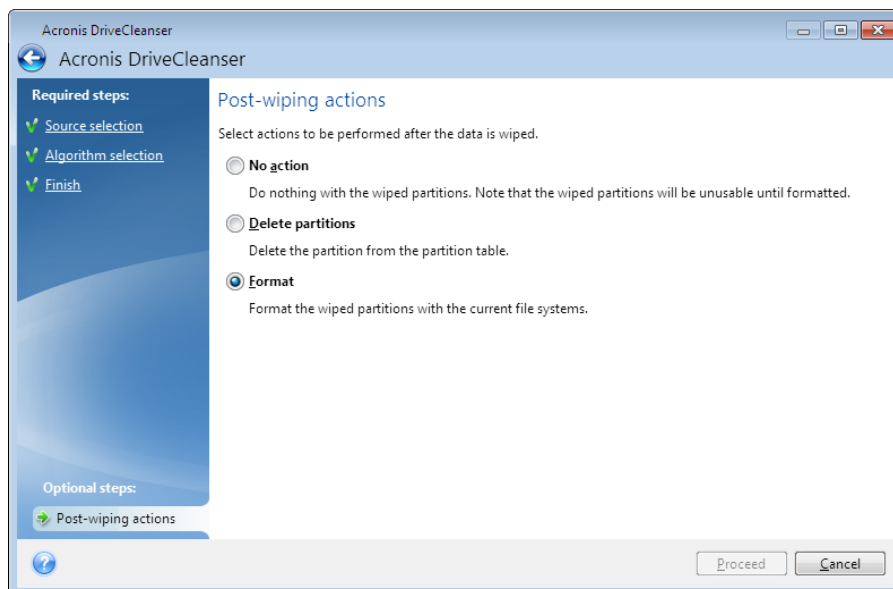 Acronis DriveCleanser
Acronis DriveCleanser
Required steps:
Source selection
Algorithm selection
Finish
Optional steps:
Post-wiping actions
Post-wiping actions
Select actions to be performed after the data is wiped.
No action
Do nothing with the wiped partitions. Note that the wiped partitions will be unusable until formatted.
Delete partitions
Delete the partition from the partition table.
Format
Format the wiped partitions with the current file systems.
Proceed
Cancel